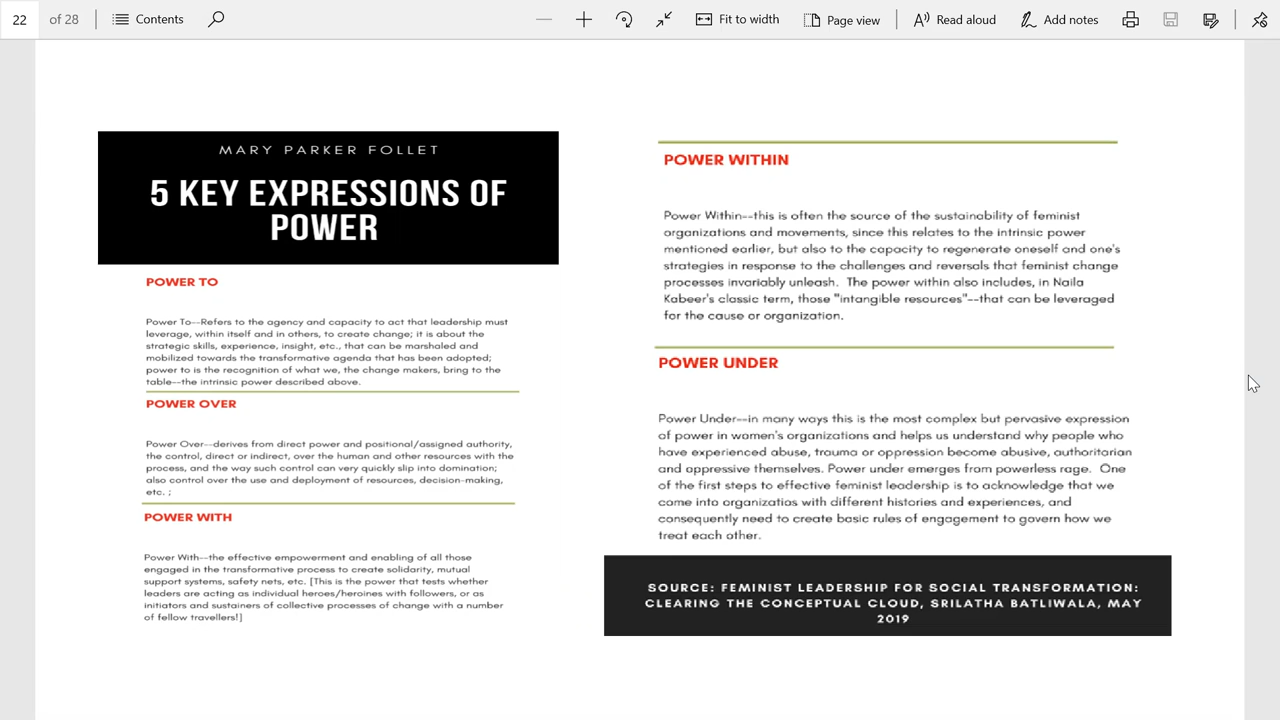 22 of 28 Contents Fit to width Page view Read aloud Add notes
MARY PARKER FOLLET
5 KEY EXPRESSIONS OF
POWER
POWER TO
Power To--Refers to the agency and capacity to act that leadership must
leverage, within itself and in others, to create change; it is about the
strategic skills, experience, insight, etc., that can be marshaled and
mobilized towards the transformative agenda that has been adopted;
power to is the recognition of what we, the change makers, bring to the
table--the intrinsic power described above.
POWER OVER
Power Over--derives from direct power and positional/assigned authority,
the control, direct or indirect, over the human and other resources with the
process, and the way such control can very quickly slip into domination;
also control over the use and deployment of resources, decision-making,
etc. ;
POWER WITH
Power With--the effective empowerment and enabling of all those
engaged in the transformative process to create solidarity, mutual
support systems, safety nets, etc. [This is the power that tests whether
leaders are acting as individual heroes/heroines with followers, or as
initiators and sustainers of collective processes of change with a number
of fellow travellers!]
POWER WITHIN
Power Within--this is often the source of the sustainability of feminist
organizations and movements, since this relates to the intrinsic power
mentioned earlier, but also to the capacity to regenerate oneself and one's
strategies in response to the challenges and reversals that feminist change
processes invariably unleash. The power within also includes, in Naila
Kabeer's classic term, those "intangible resources"--that can be leveraged
for the cause or organization.
POWER UNDER
Power Under--in many ways this is the most complex but pervasive expression
of power in women's organizations and helps us understand why people who
have experienced abuse, trauma or oppression become abusive, authoritarian
and appressive themselves. Power under emerges fram powerless rage. One
of the first steps to effective feminist leadership is to acknowledge that we
come into organizatios with different histories and experiences, and
consequently need to create basic rules of engagement to govern how we
treat each other.
SOURCE: FEMINIST LEADERSHIP FOR SOCIAL TRANSFORMATION:
CLEARING THE CONCEPTUAL CLOUD, SRILATHA BATLIWALA, MAY
2019